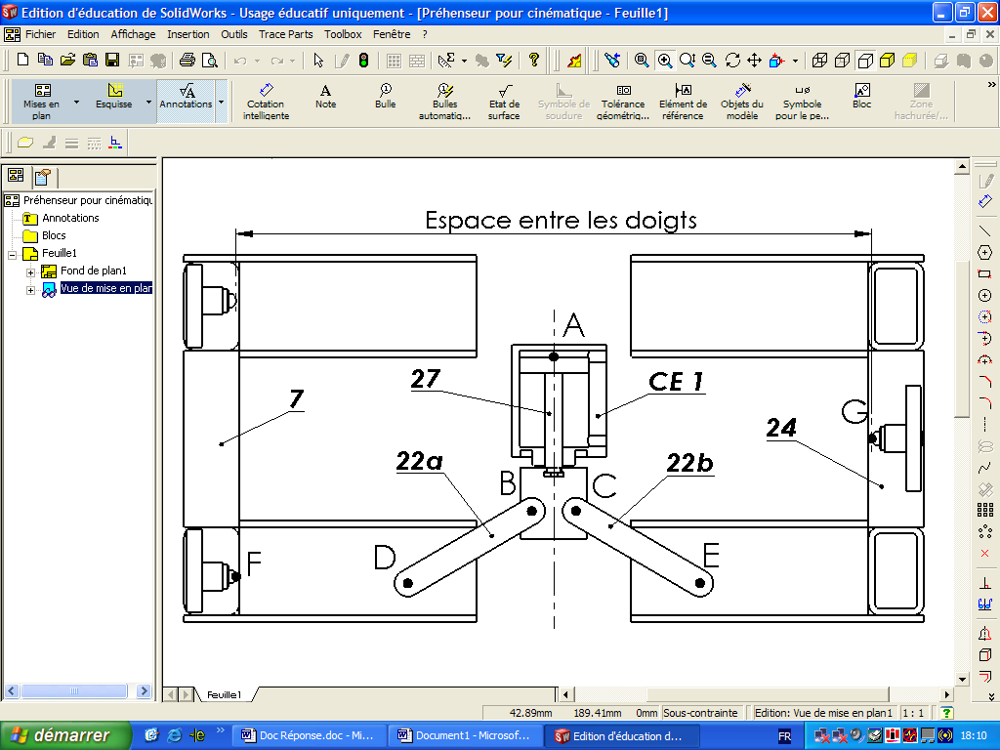 Edition d'éducation de SolidWorks - Usage éducatif uniquement - [Préhenseur pour cinématique - Feuille1]
Fichier Edition Affichage Insertion Outils Trace Parts Toolbox Fenêtre ?
Mises en plan
Esquisse
Annotations
Cotation intelligente
Note
Bulle
Bulles automatiq...
Etat de surface
Symbole de soudure
Tolérance géométriq...
Elément de référence
Objets du modèle
Symbole pour le pe...
Bloc
Zone hachurée/...
Préhenseur pour cinématiqu
Annotations
Blocs
Feuille1
Fond de plan1
Vue de mise en plan
Espace entre les doigts
A
27
CE 1
7
G
24
22a
22b
B
C
D
E
F
Feuille1
42.89mm 189.41mm 0mm Sous-contrainte Edition: Vue de mise en plan1 1 : 1
démarrer
Doc Réponse.doc - Mi...
Document1 - Microsof...
Edition d'éducation d...
FR
18:10